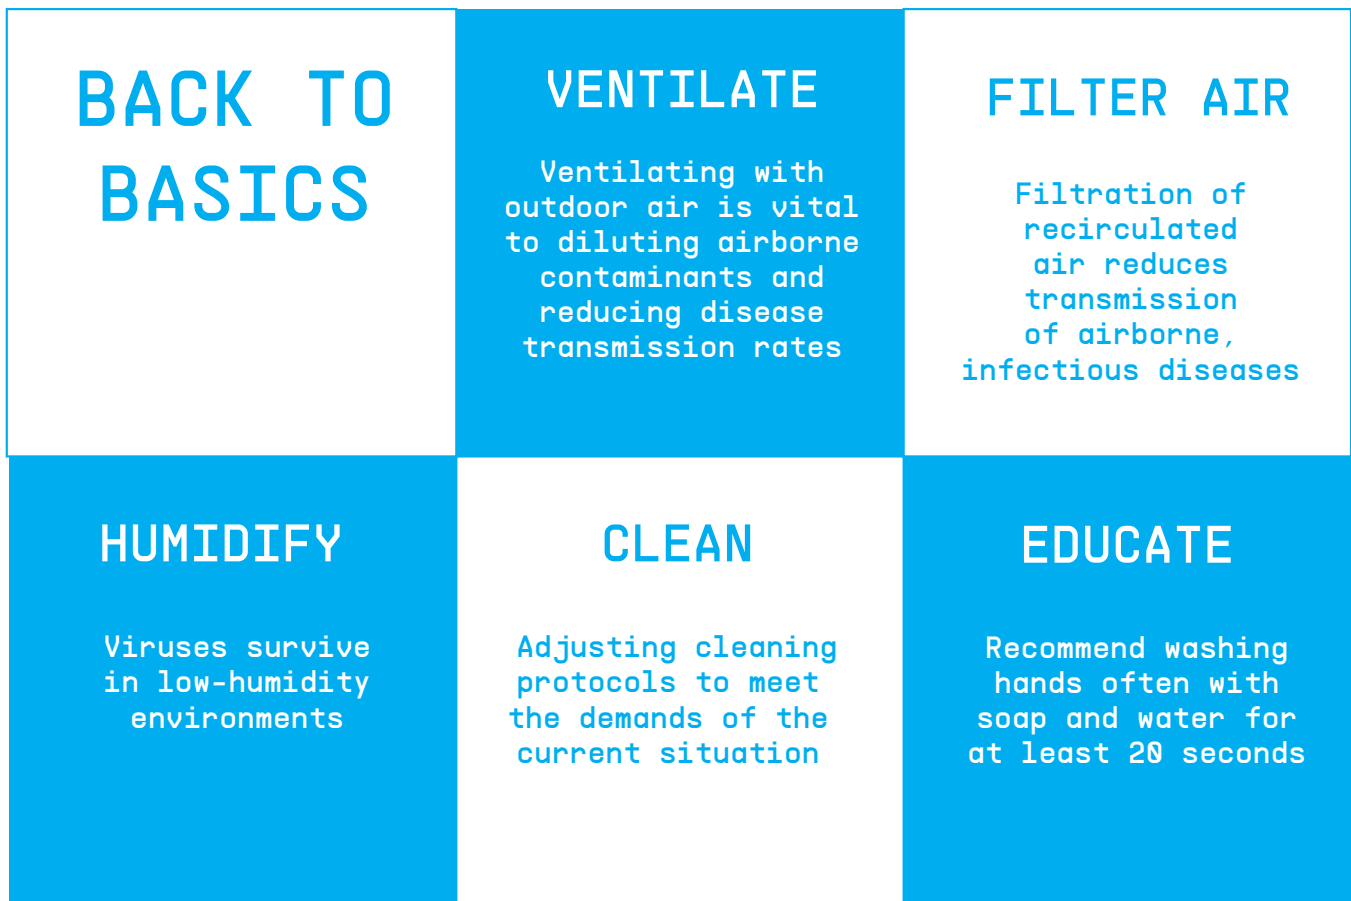 BACK TO
BASICS
VENTILATE
Ventilating with
outdoor air is vital
to diluting airborne
contaminants and
reducing disease
transmission rates
FILTER AIR
Filtration of
recirculated
air reduces
transmission
of airborne,
infectious diseases
HUMIDIFY
Viruses survive
in low-humidity
environments
CLEAN
Adjusting cleaning
protocols to meet
the demands of the
current situation
EDUCATE
Recommend washing
hands often with
soap and water for
at least 20 seconds